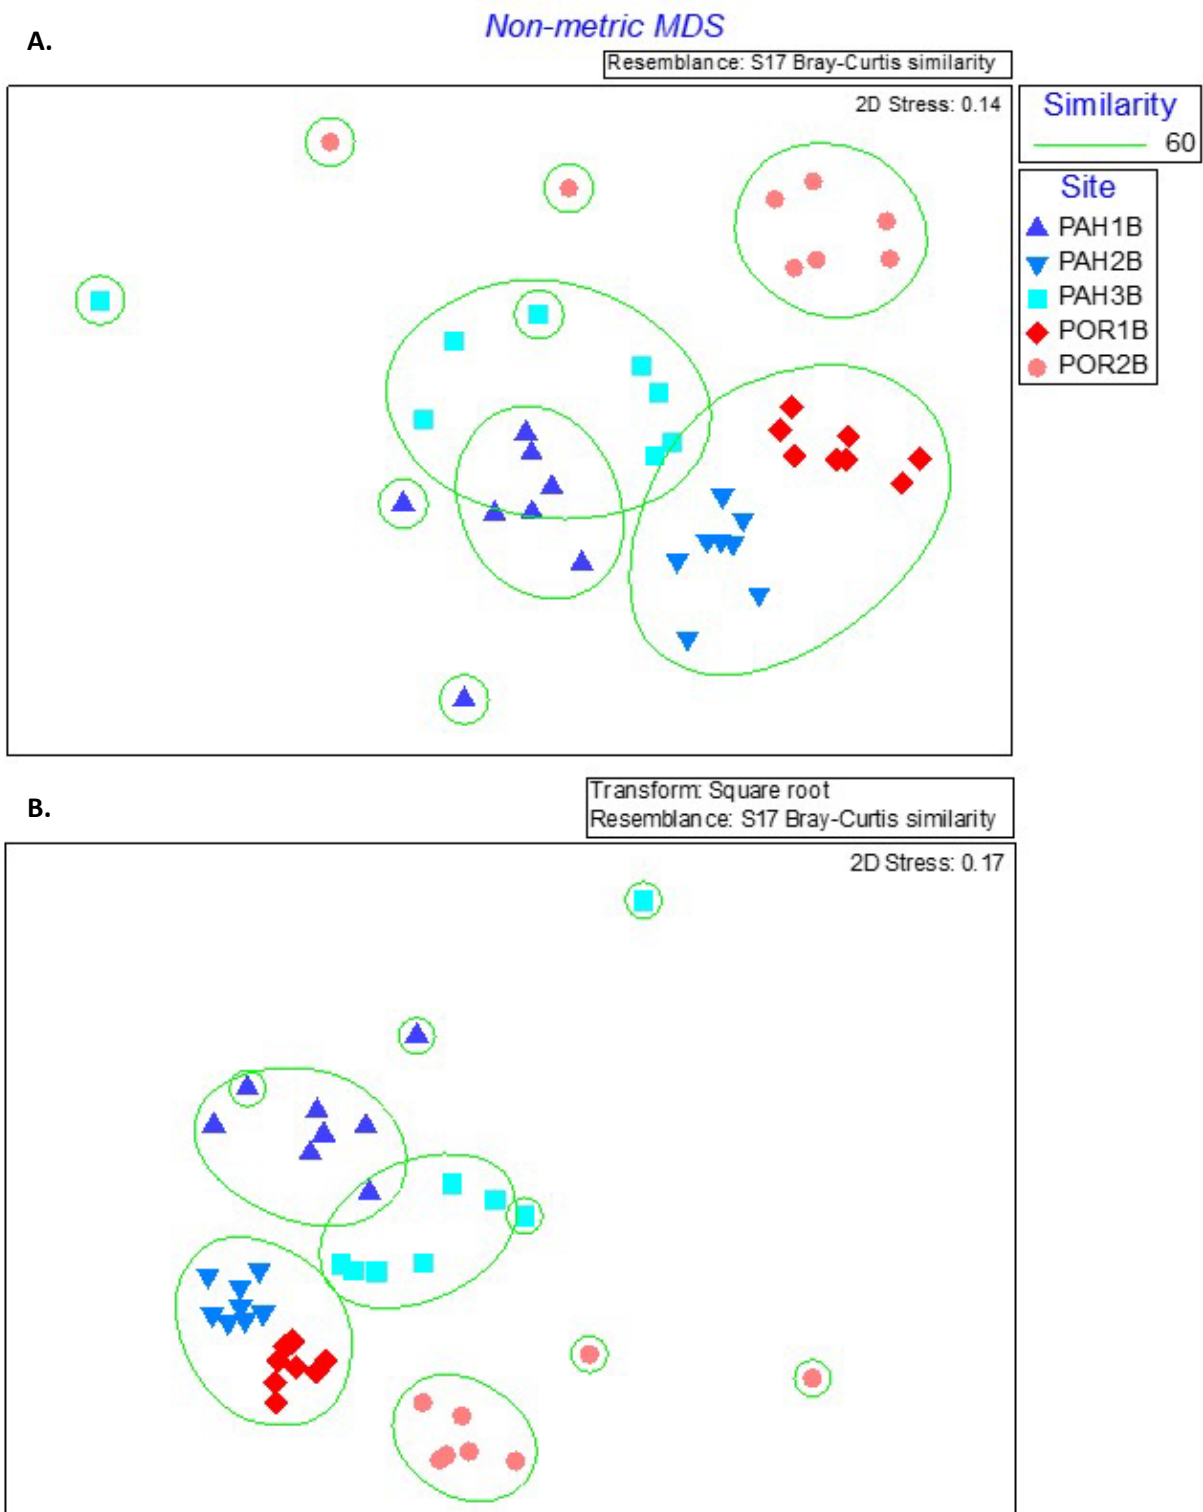 A.
Non-metric MDS
Resemblance: S17 Bray-Curtis similarity
2D Stress: 0.14
Similarity
60
Site
PAH1B
PAH2B
PAH3B
POR1B
POR2B
B.
Transform: Square root
Resemblance: S17 Bray-Curtis similarity
2D Stress: 0.17